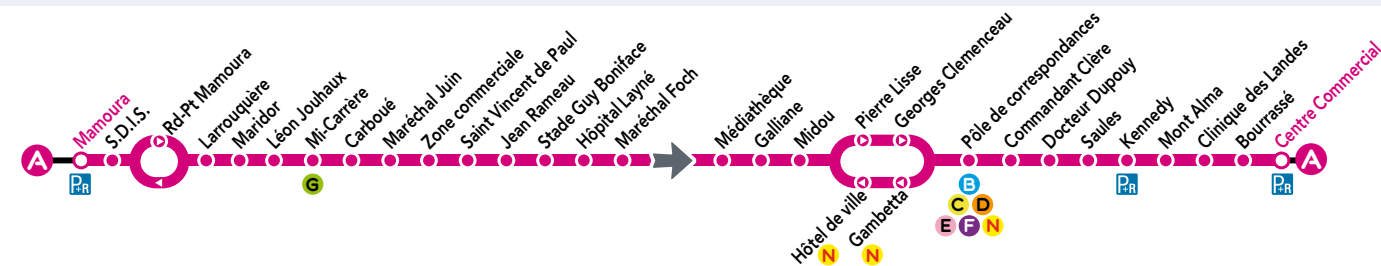 A
Mamoura
P+R
S.D.I.S.
Rd-Pt Mamoura
Larrouquère
Maridor
Léon Jouhaux
Mi-Carrère
G
Carboué
Maréchal Juin
Zone commerciale
Saint Vincent de Paul
Jean Rameau
Stade Guy Boniface
Hôpital Layné
Maréchal Foch
Médiathèque
Galliane
Midou
Pierre Lisse
Georges Clemenceau
Hôtel de ville
N
Gambetta
N
Pôle de correspondances
B
C D
E F N
Commandant Clère
Docteur Dupouy
Saules
Kennedy
P+R
Mont Alma
Clinique des Landes
Bourrassé
Centre Commercial
P+R
A